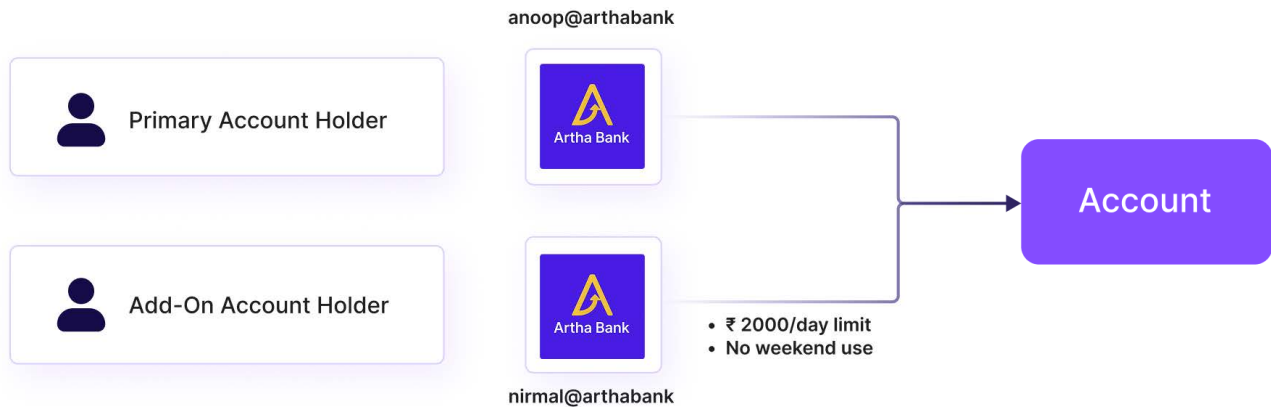 anoop@arthabank
Primary Account Holder
Artha Bank
Account
Add-On Account Holder
Artha Bank
• ₹ 2000/day limit
• No weekend use
nirmal@arthabank